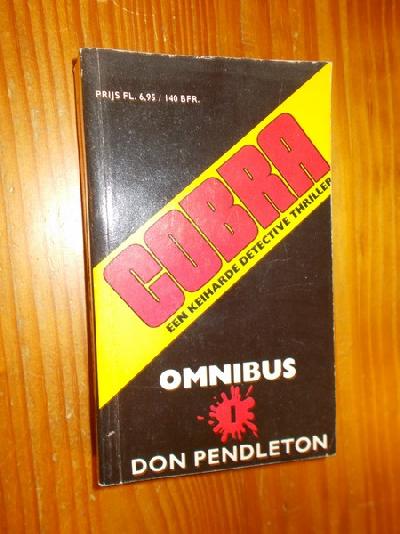 PRIJS FL. 6,95 / 140 BFR.
COBRA
EEN KEIHARDE DETECTIVE THRILLER
OMNIBUS
1
DON PENDLETON